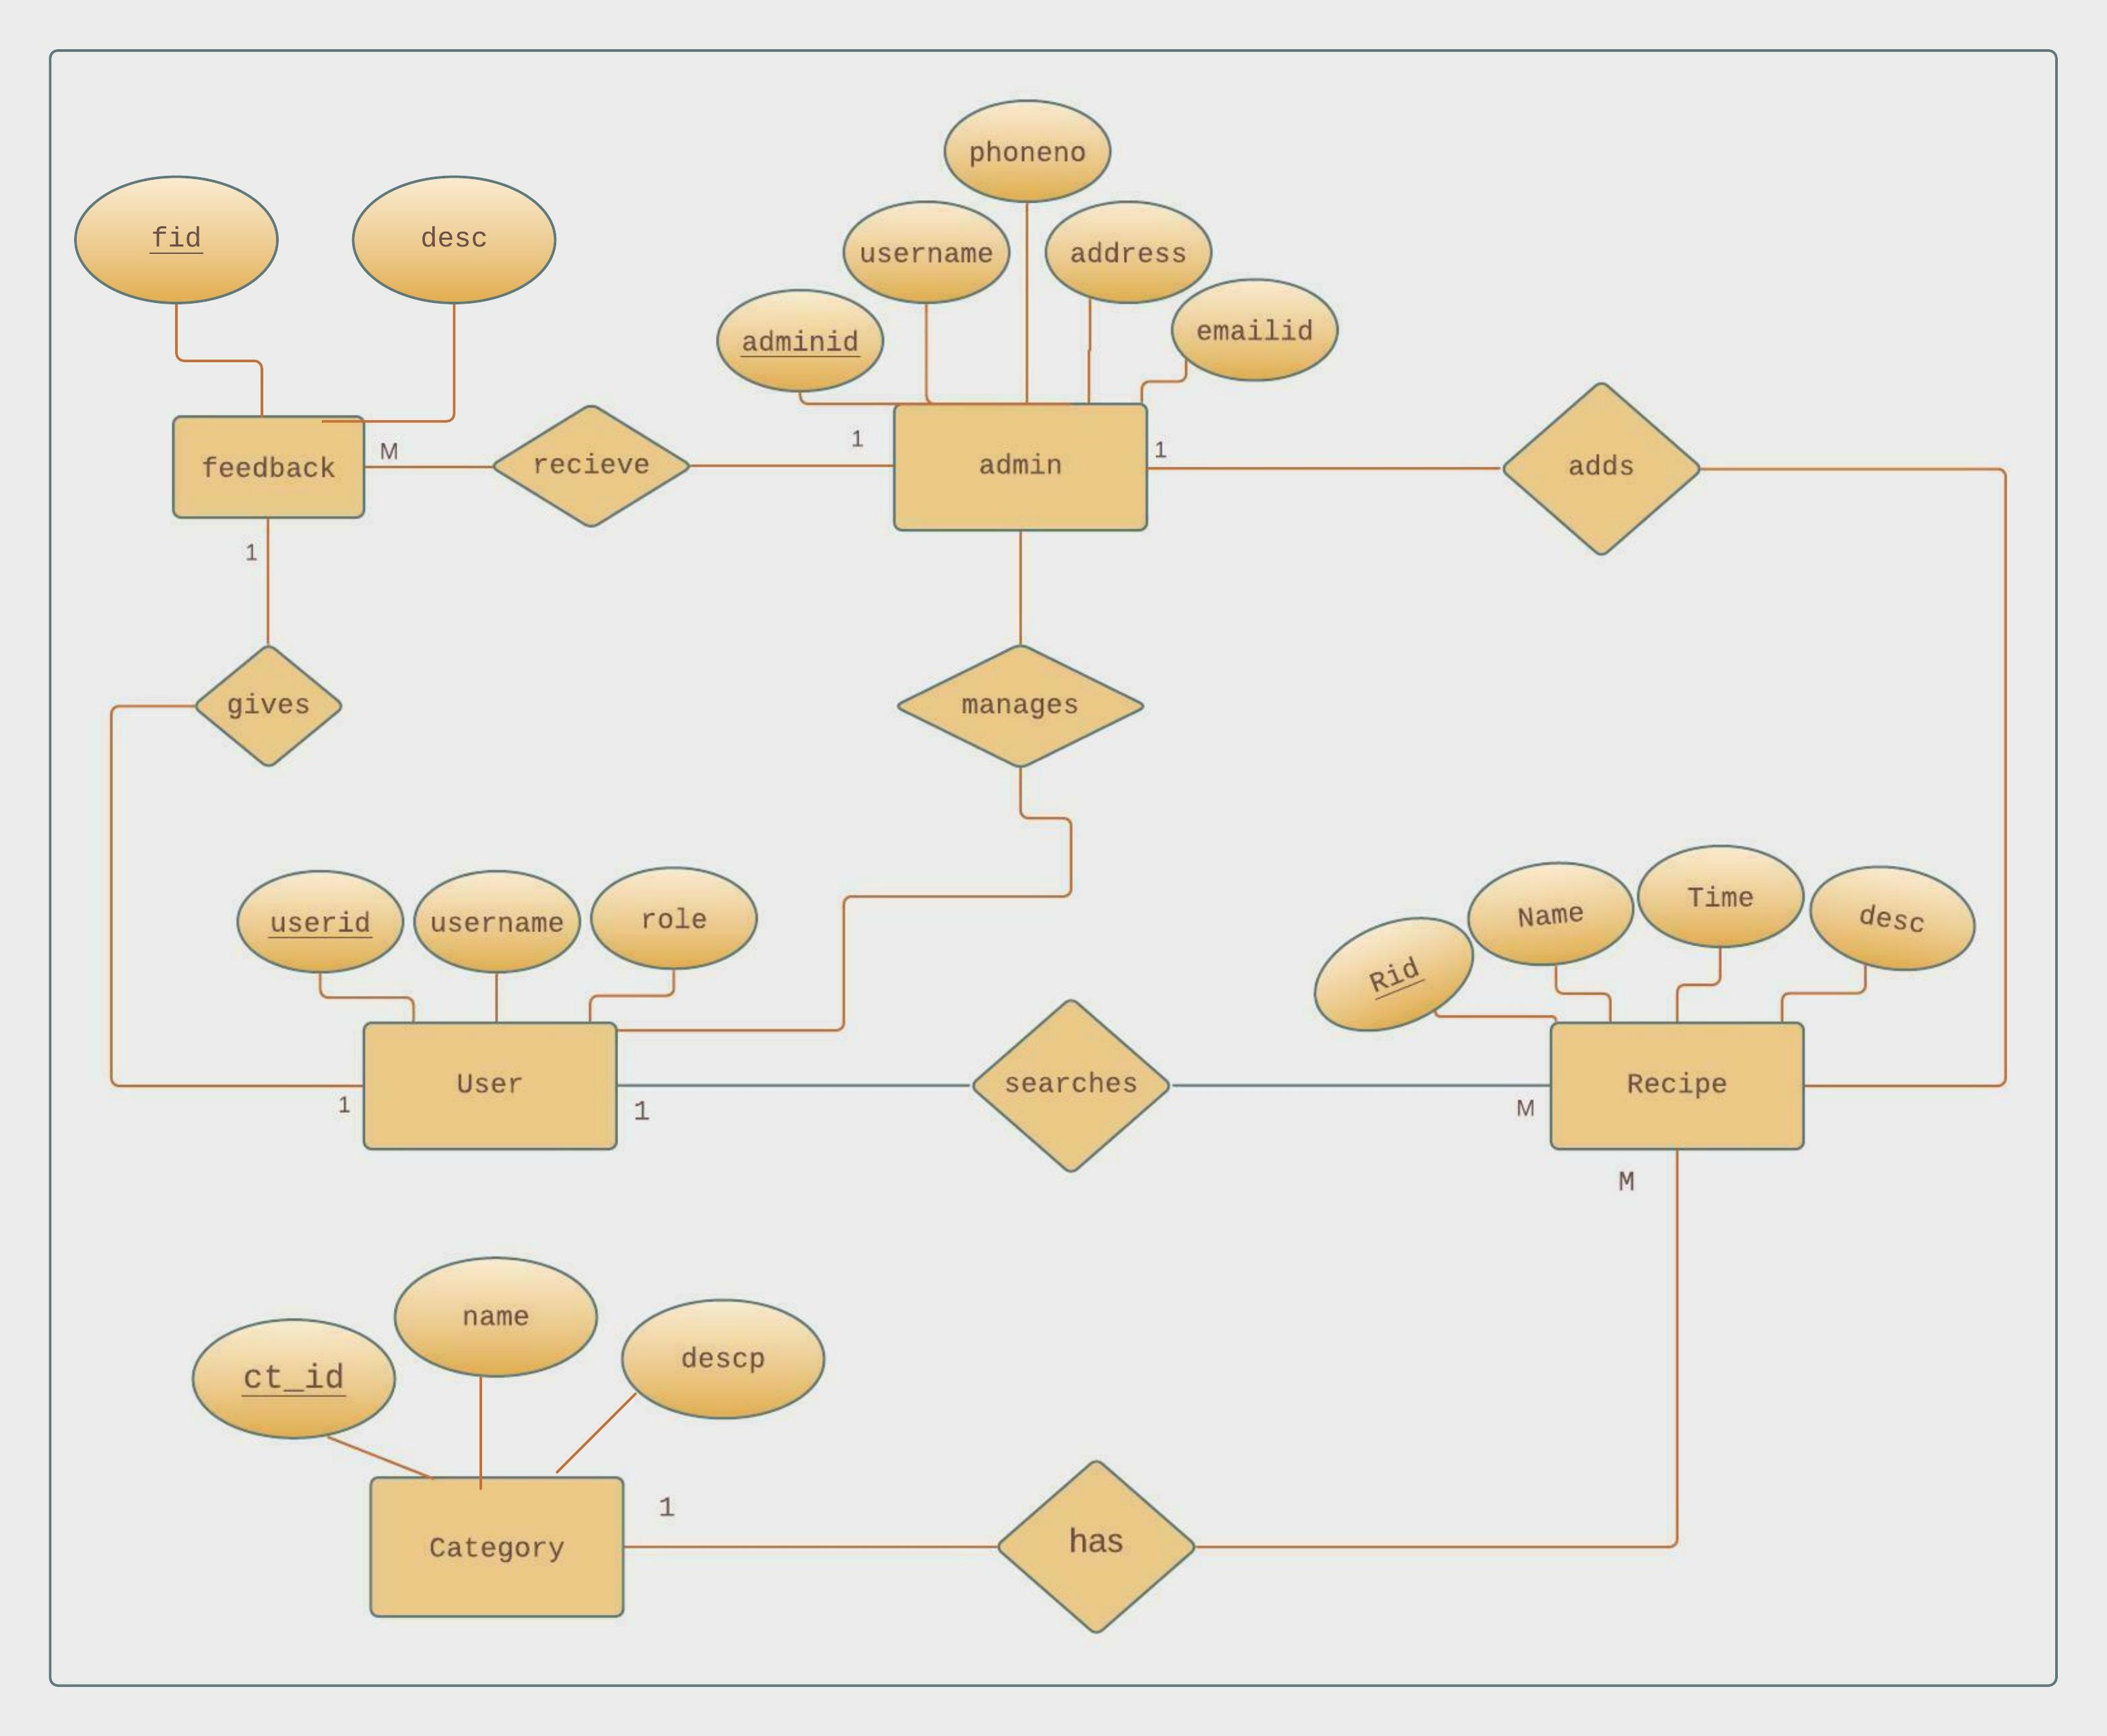 phoneno
fid
desc
username
address
adminid
emailid
feedback
M
recieve
1
admin
1
adds
1
gives
manages
userid
username
role
Rid
Name
Time
desc
User
1
1
searches
M
Recipe
M
ct_id
name
descp
Category
1
has